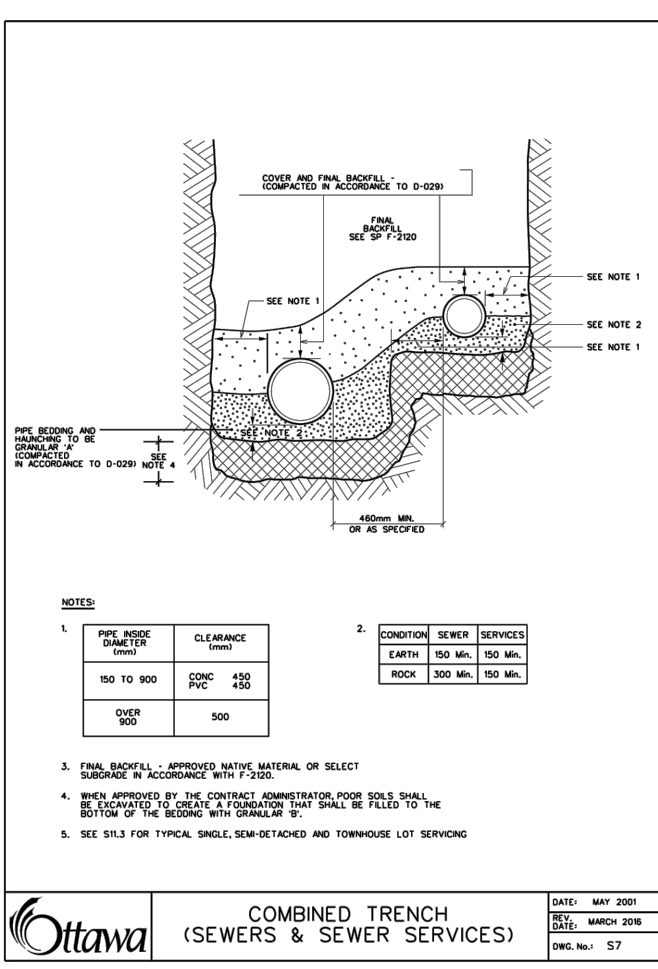 COVER AND FINAL BACKFILL -
(COMPACTED IN ACCORDANCE TO D-029)
FINAL
BACKFILL
SEE SP F-2120
SEE NOTE 1
SEE NOTE 1
SEE NOTE 2
SEE NOTE 1
PIPE BEDDING AND
HAUNCHING TO BE
GRANULAR 'A'
(COMPACTED
IN ACCORDANCE TO D-029)
SEE NOTE 2
SEE
NOTE 4
460mm MIN.
OR AS SPECIFIED
NOTES:
1.
PIPE INSIDE
DIAMETER
(mm)
CLEARANCE
(mm)
150 TO 900
CONC 450
PVC 450
OVER
900
500
2.
CONDITION SEWER SERVICES
EARTH 150 Min. 150 Min.
ROCK 300 Min. 150 Min.
3. FINAL BACKFILL - APPROVED NATIVE MATERIAL OR SELECT
SUBGRADE IN ACCORDANCE WITH F-2120.
4. WHEN APPROVED BY THE CONTRACT ADMINISTRATOR, POOR SOILS SHALL
BE EXCAVATED TO CREATE A FOUNDATION THAT SHALL BE FILLED TO THE
BOTTOM OF THE BEDDING WITH GRANULAR 'B'.
5. SEE S11.3 FOR TYPICAL SINGLE, SEMI-DETACHED AND TOWNHOUSE LOT SERVICING
Ottawa
COMBINED TRENCH
(SEWERS & SEWER SERVICES)
DATE: MAY 2001
REV.
DATE: MARCH 2016
DWG. No.: S7